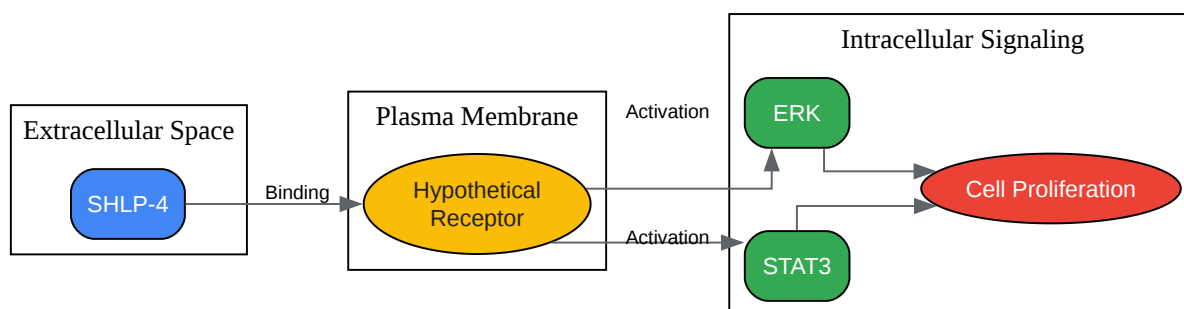 Extracellular Space
SHLP-4
Binding
Plasma Membrane
Hypothetical
Receptor
Activation
Activation
Intracellular Signaling
ERK
STAT3
Cell Proliferation